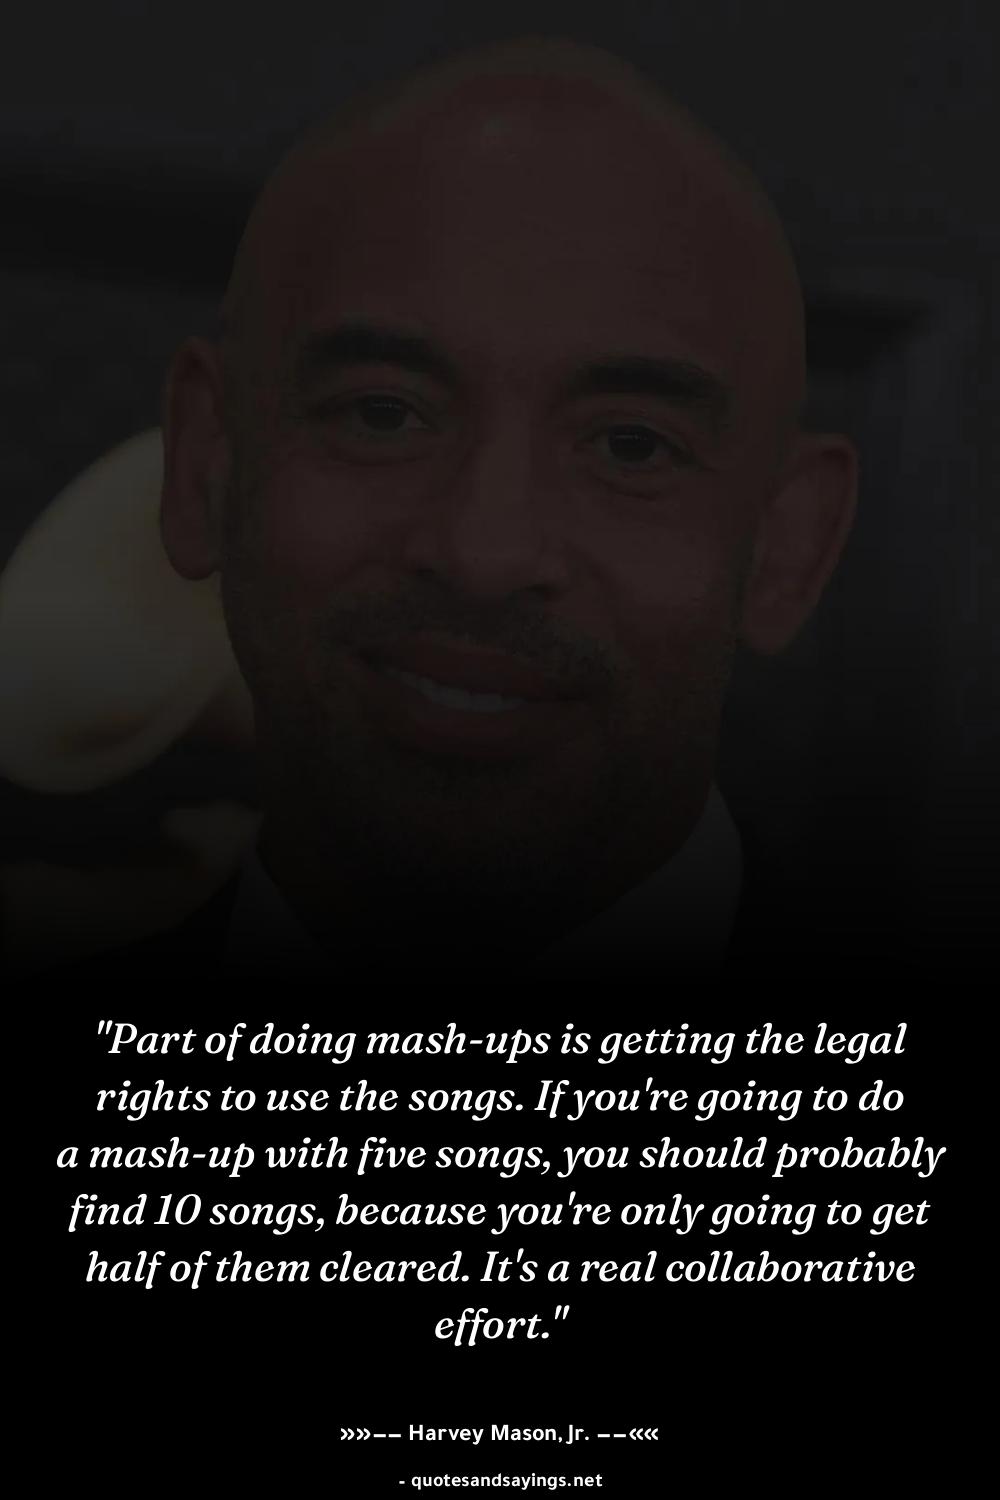 "Part of doing mash-ups is getting the legal
rights to use the songs. If you're going to do
a mash-up with five songs, you should probably
find 10 songs, because you're only going to get
half of them cleared. It's a real collaborative
effort."
»»–– Harvey Mason, Jr. ––««
- quotesandsayings.net